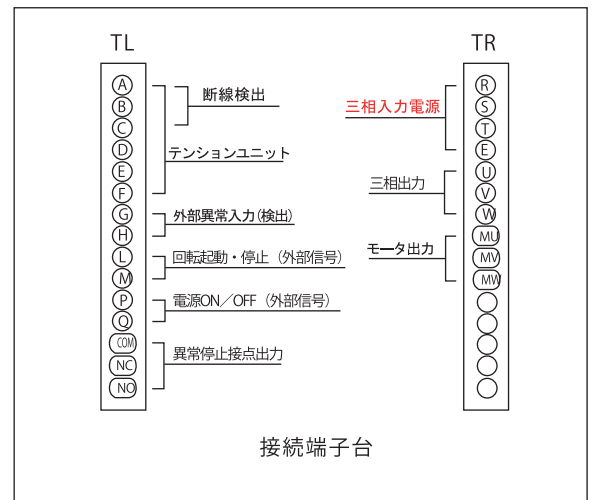 TL
A
B
C
D
E
F
G
H
L
M
P
Q
COM
NC
NO
断線検出
テンションユニット
外部異常入力(検出)
回転起動・停止（外部信号）
電源ON／OFF（外部信号）
異常停止接点出力
TR
R
S
T
E
U
V
W
MU
MV
MW
三相入力電源
三相出力
モータ出力
接続端子台